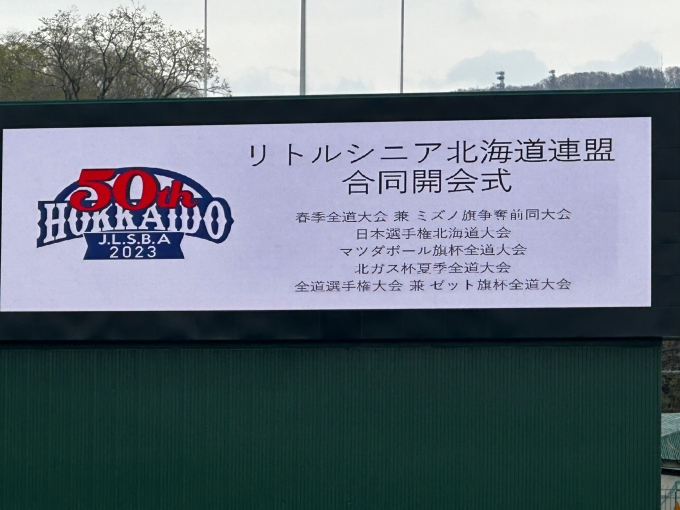 50th
HOKKAIDO
J.L.S.B.A
2023
リトルシニア北海道連盟
合同開会式
春季全道大会 兼 ミズノ旗争奪前同大会
日本選手権北海道大会
マツダボール旗杯全道大会
北ガス杯夏季全道大会
全道選手権大会 兼 ゼット旗杯全道大会